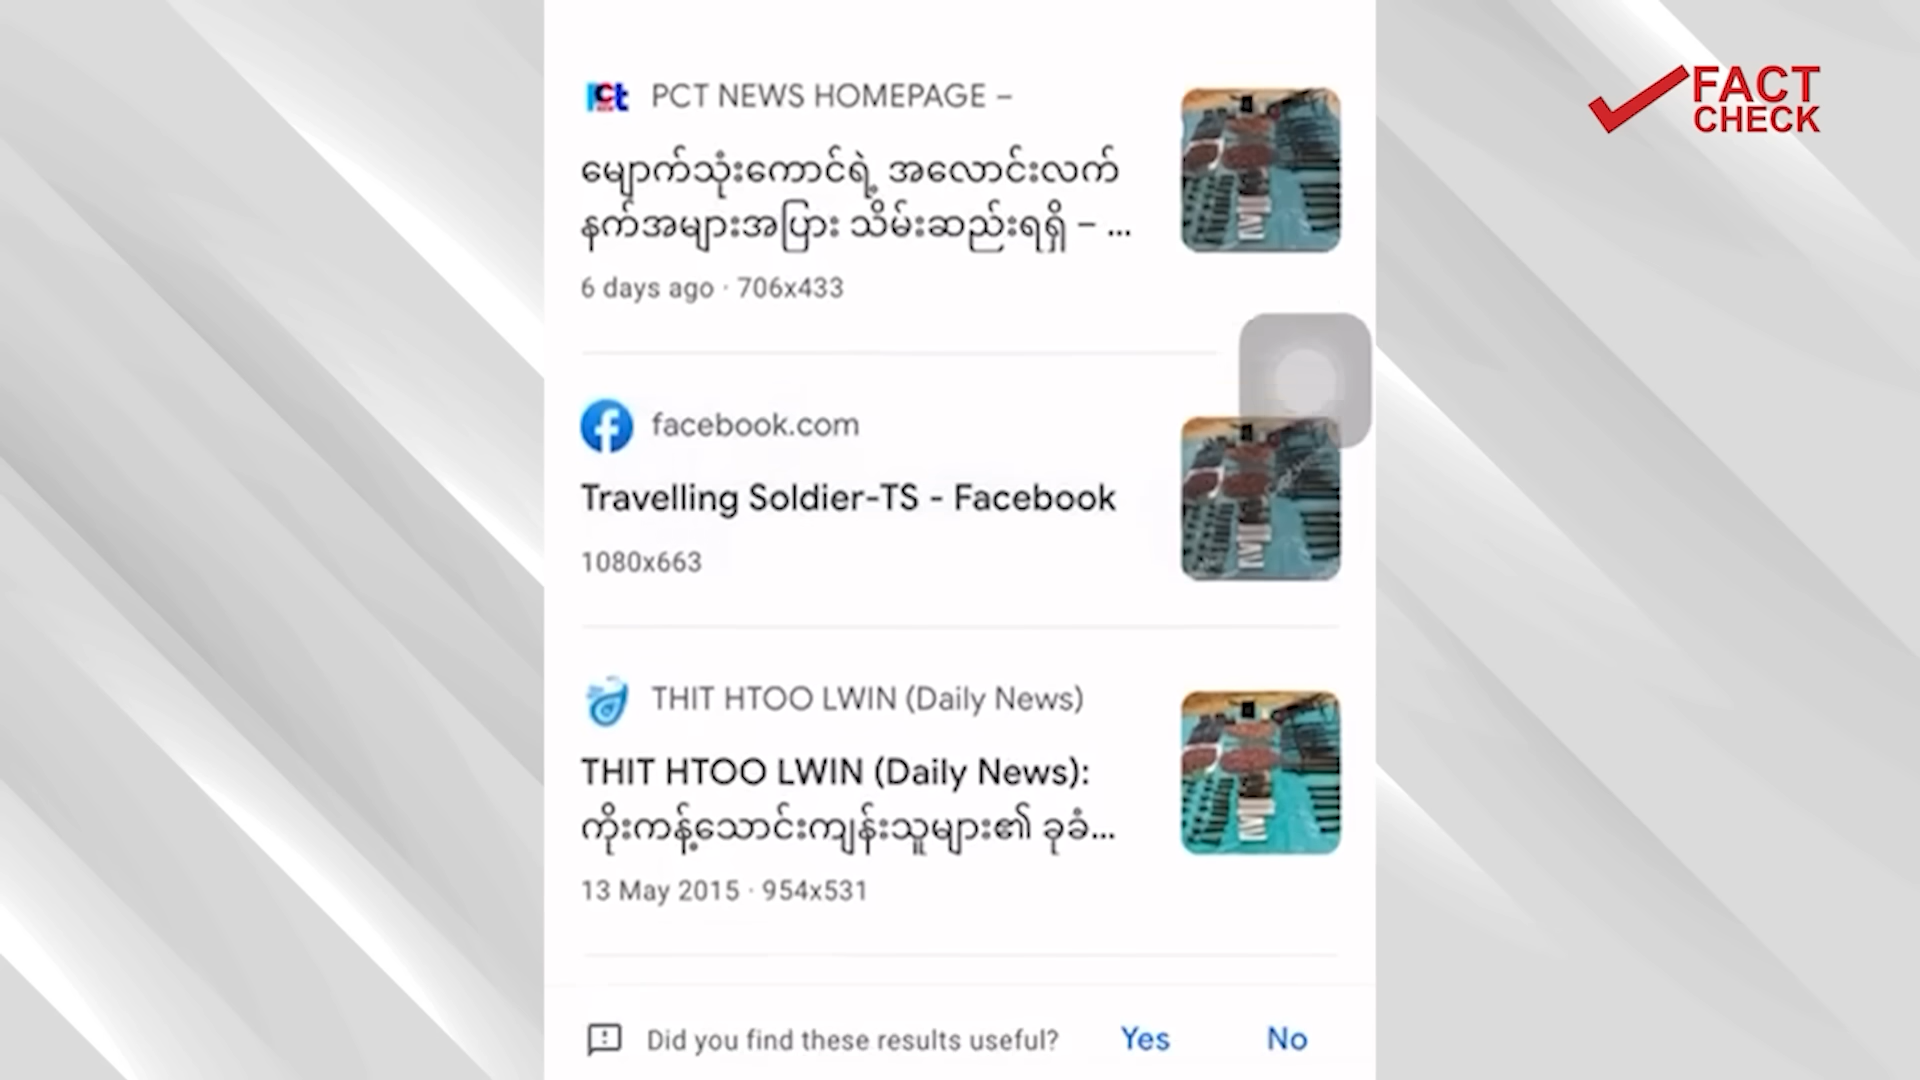 FACT
CHECK
PCT NEWS HOMEPAGE –
မျောက်သုံးကောင်ရဲ့ အလောင်းလက်
နက်အများအပြား သိမ်းဆည်းရရှိ – ...
6 days ago · 706x433
facebook.com
Travelling Soldier-TS - Facebook
1080x663
THIT HTOO LWIN (Daily News)
THIT HTOO LWIN (Daily News):
ကိုးကန့်သောင်းကျန်းသူများ၏ ခုခံ...
13 May 2015 · 954x531
Did you find these results useful? Yes No